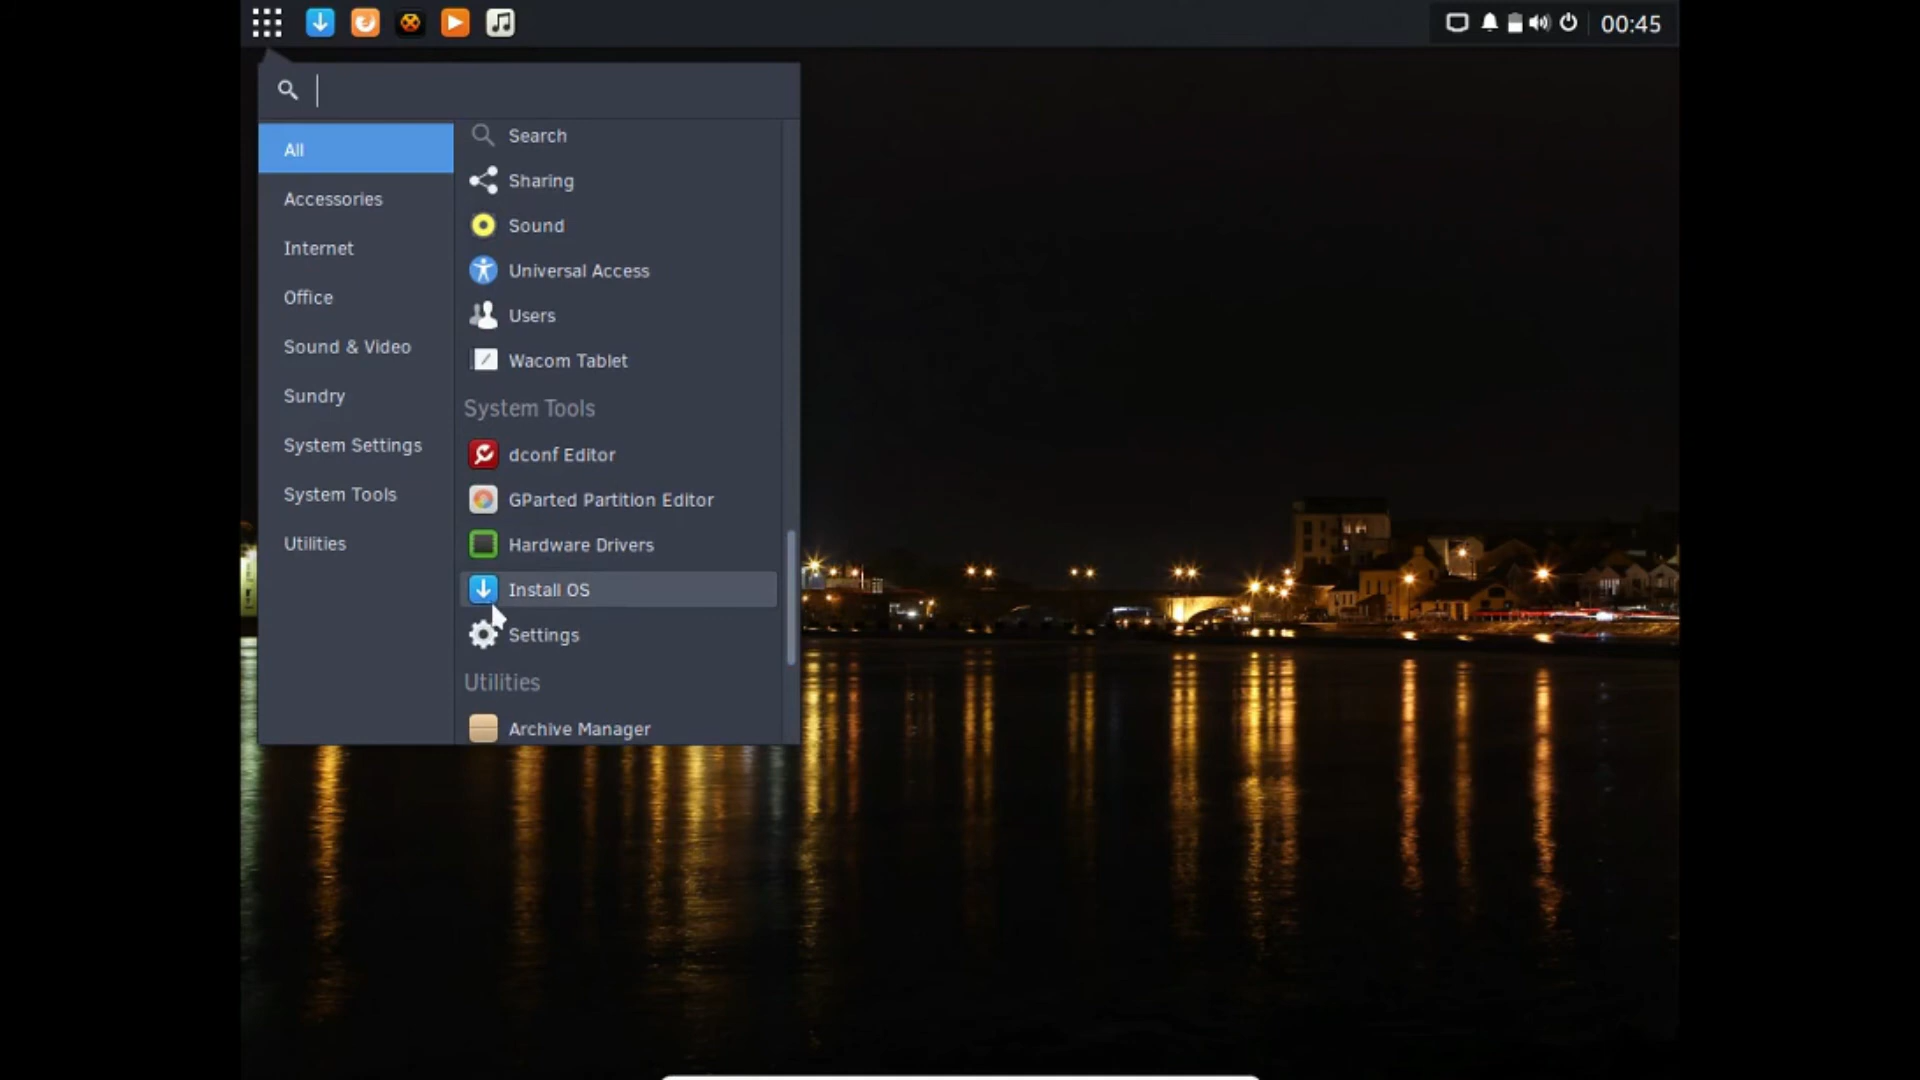 00:45
All
Accessories
Internet
Office
Sound & Video
Sundry
System Settings
System Tools
Utilities
Search
Sharing
Sound
Universal Access
Users
Wacom Tablet
System Tools
dconf Editor
GParted Partition Editor
Hardware Drivers
Install OS
Settings
Utilities
Archive Manager